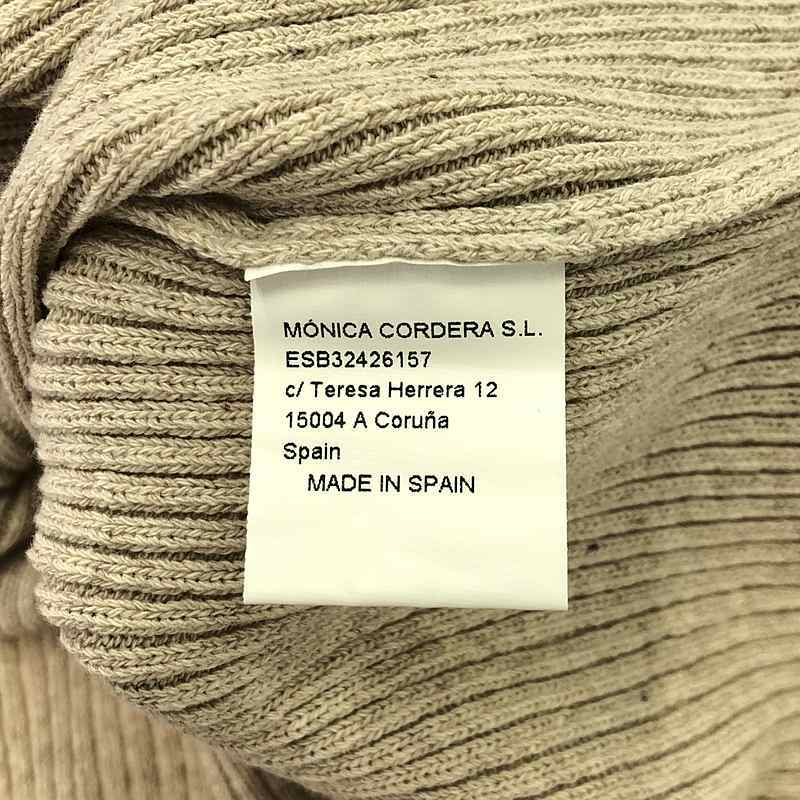 MÓNICA CORDERA S.L.
ESB32426157
c/ Teresa Herrera 12
15004 A Coruña
Spain
MADE IN SPAIN